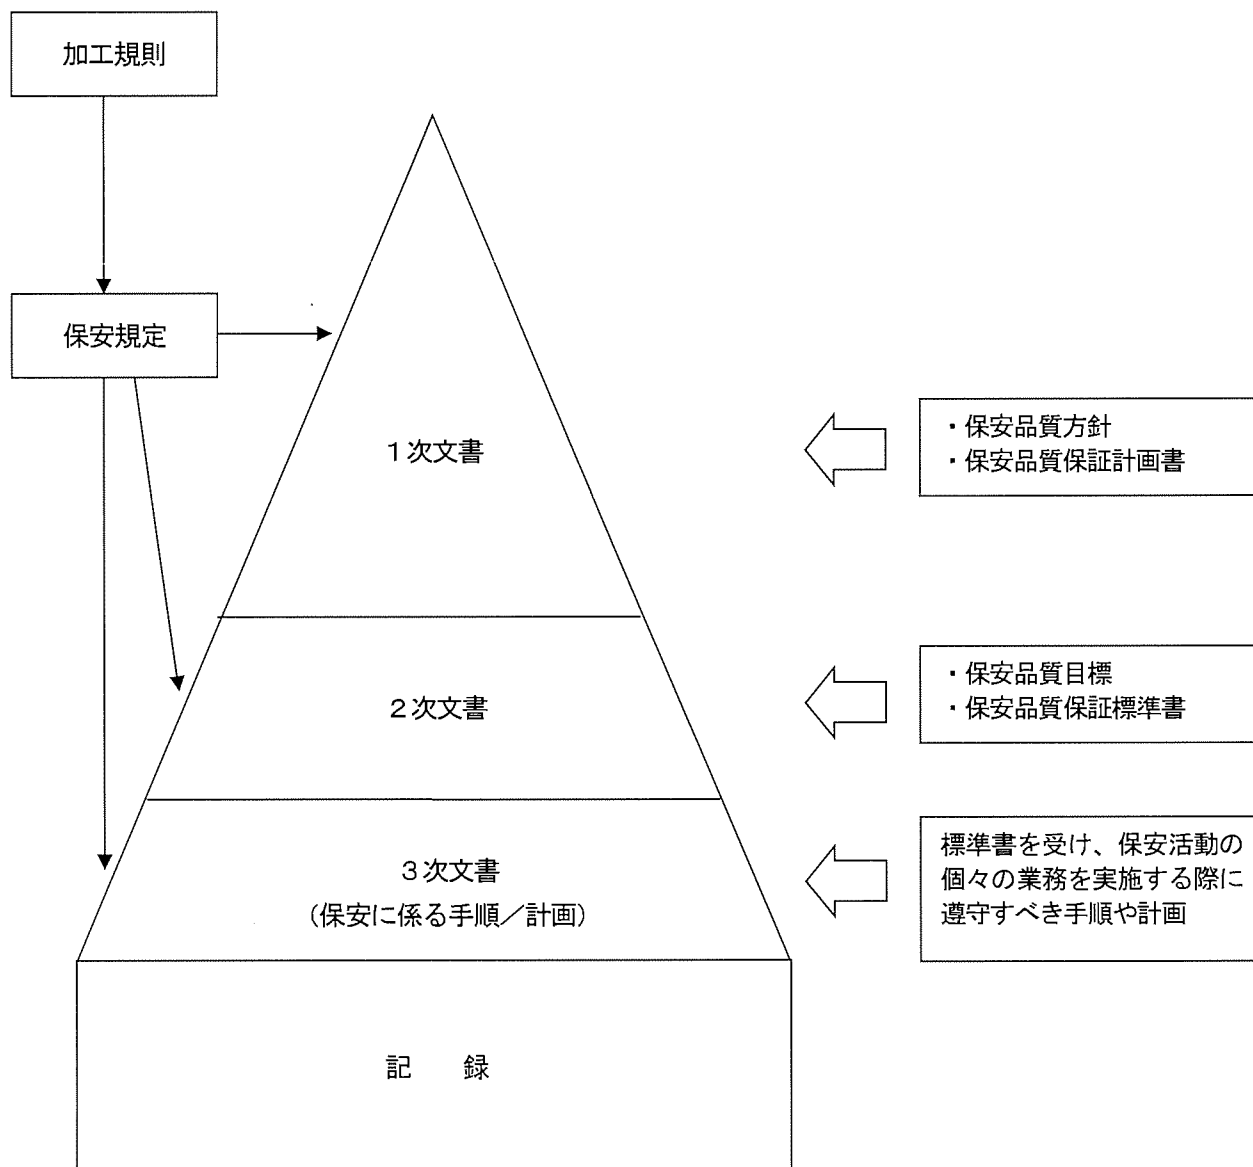 加工規則
保安規定
1次文書
・保安品質方針
・保安品質保証計画書
2次文書
・保安品質目標
・保安品質保証標準書
3次文書
(保安に係る手順/計画)
標準書を受け、保安活動の
個々の業務を実施する際に
遵守すべき手順や計画
記　録